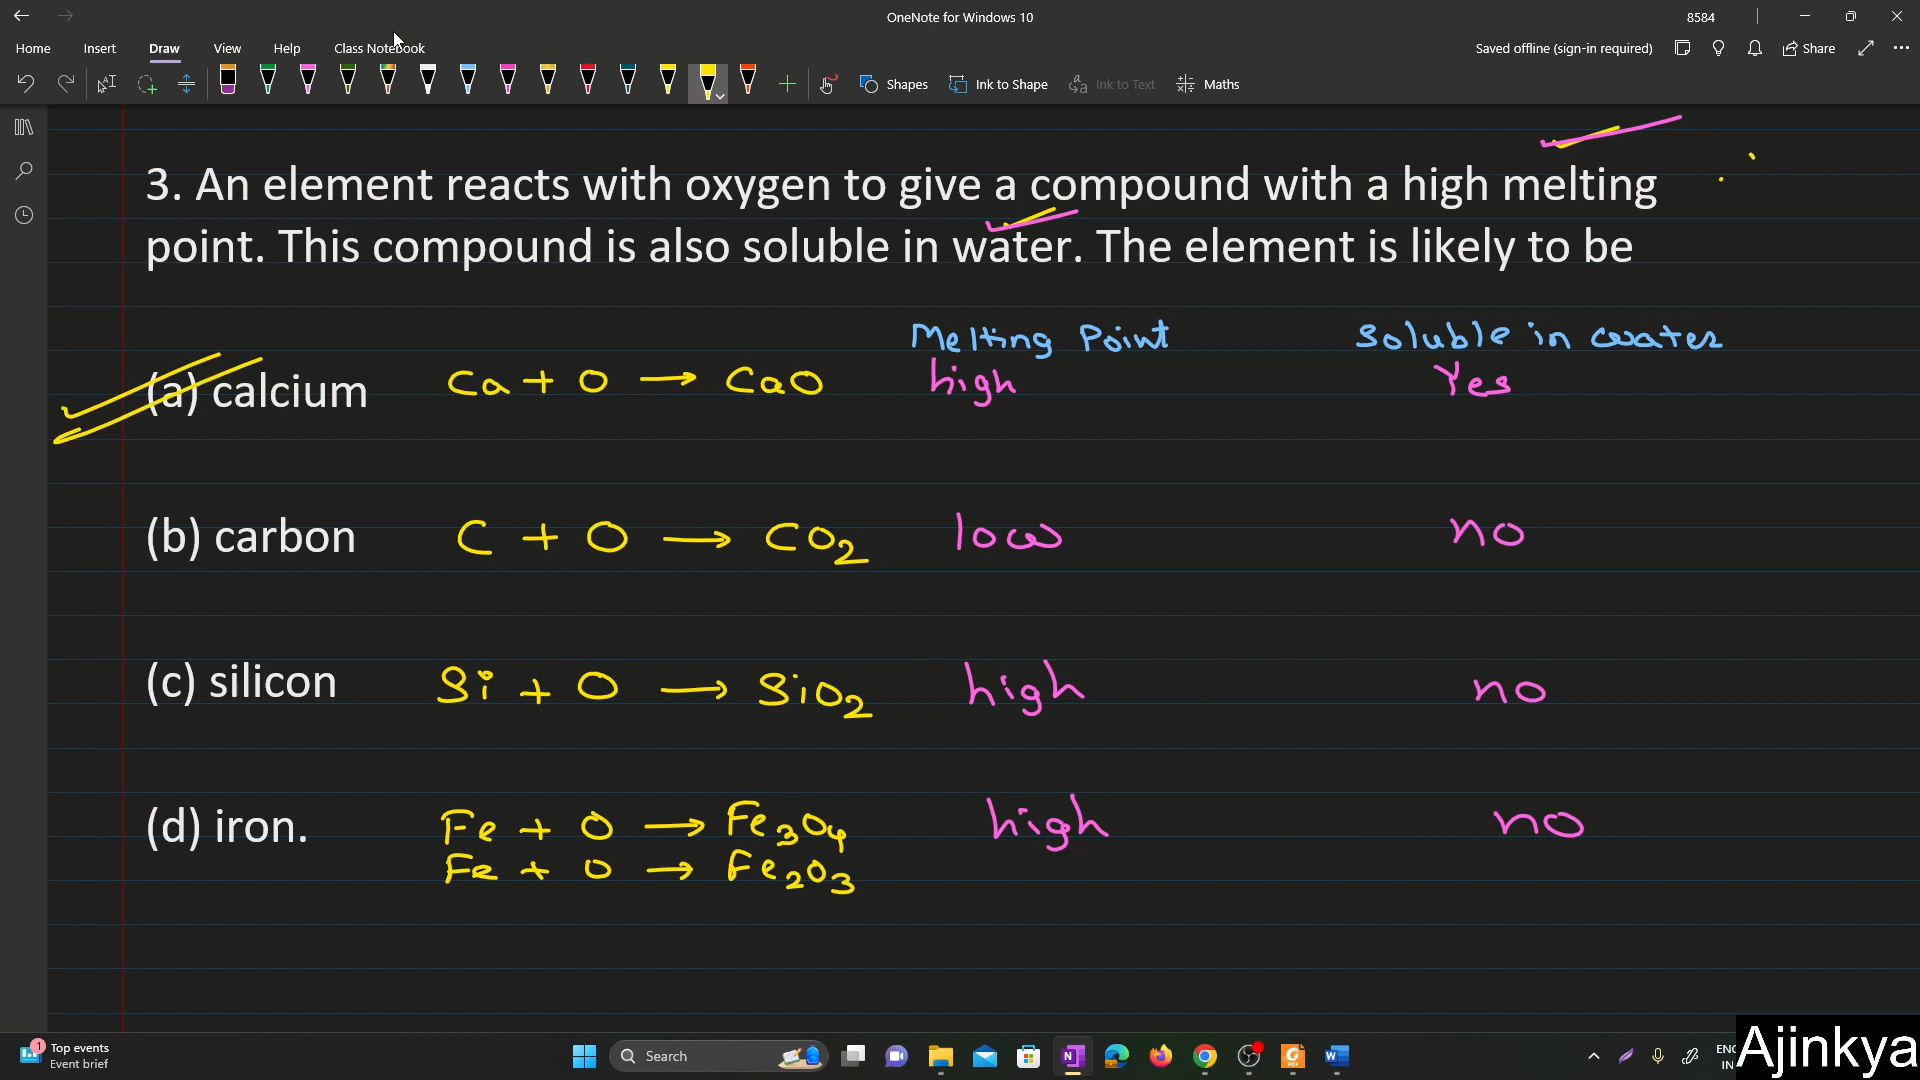 OneNote for Windows 10
8584
Home Insert Draw View Help Class Notebook
Saved offline (sign-in required) Share
Shapes Ink to Shape Ink to Text Maths
3. An element reacts with oxygen to give a compound with a high melting
point. This compound is also soluble in water. The element is likely to be
Melting Point Soluble in water
(a) calcium Ca + O → CaO high Yes
(b) carbon C + O → CO₂ low no
(c) silicon Si + O → SiO₂ high no
(d) iron. Fe + O → Fe₃O₄ high no
Fe + O → Fe₂O₃
1 Top events
Event brief
Search
ENG
IN
Ajinkya